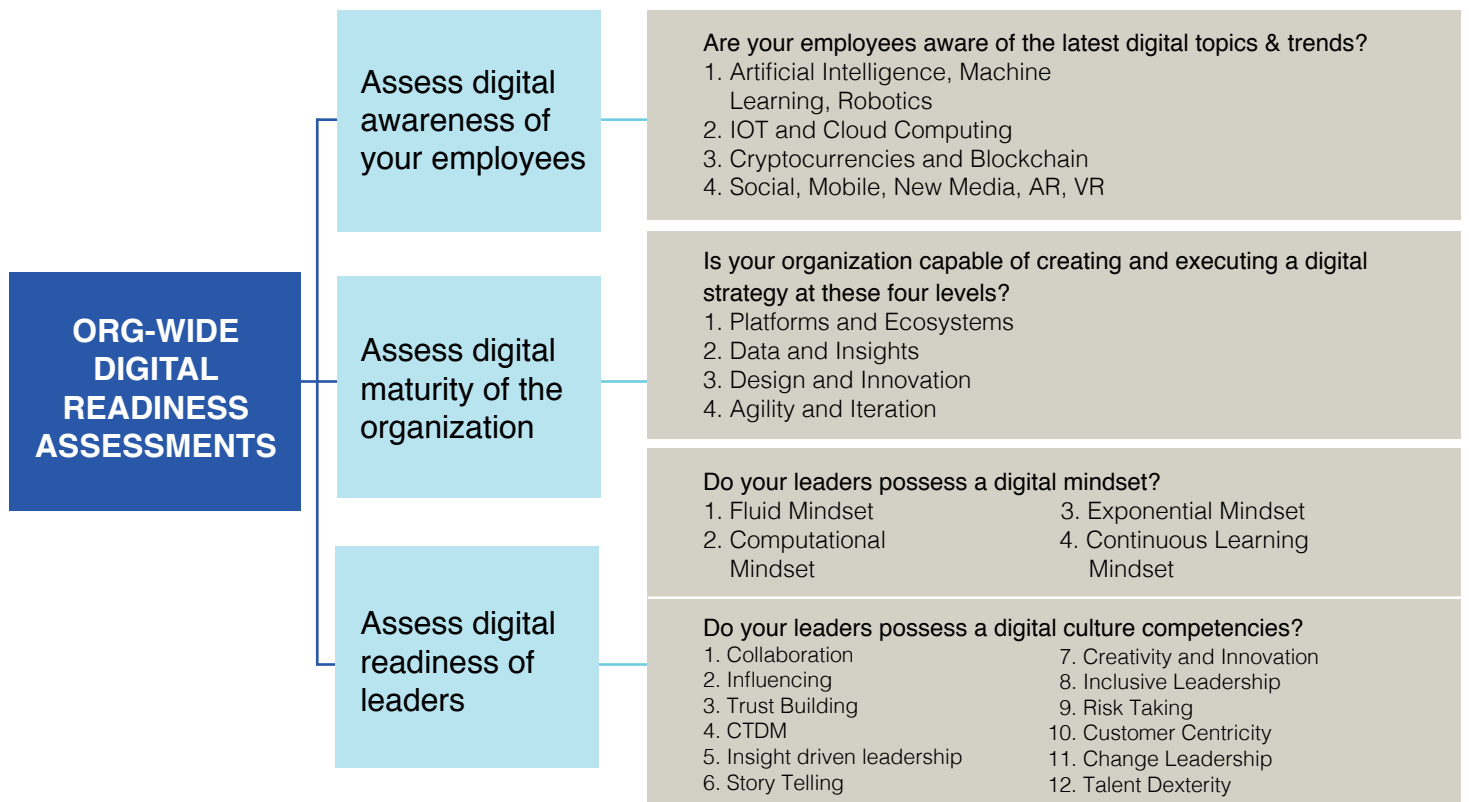 ORG-WIDE
DIGITAL
READINESS
ASSESSMENTS
Assess digital
awareness of
your employees
Are your employees aware of the latest digital topics & trends?
1. Artificial Intelligence, Machine
Learning, Robotics
2. IOT and Cloud Computing
3. Cryptocurrencies and Blockchain
4. Social, Mobile, New Media, AR, VR
Assess digital
maturity of the
organization
Is your organization capable of creating and executing a digital
strategy at these four levels?
1. Platforms and Ecosystems
2. Data and Insights
3. Design and Innovation
4. Agility and Iteration
Assess digital
readiness of
leaders
Do your leaders possess a digital mindset?
1. Fluid Mindset
2. Computational
Mindset
3. Exponential Mindset
4. Continuous Learning
Mindset
Do your leaders possess a digital culture competencies?
1. Collaboration
2. Influencing
3. Trust Building
4. CTDM
5. Insight driven leadership
6. Story Telling
7. Creativity and Innovation
8. Inclusive Leadership
9. Risk Taking
10. Customer Centricity
11. Change Leadership
12. Talent Dexterity